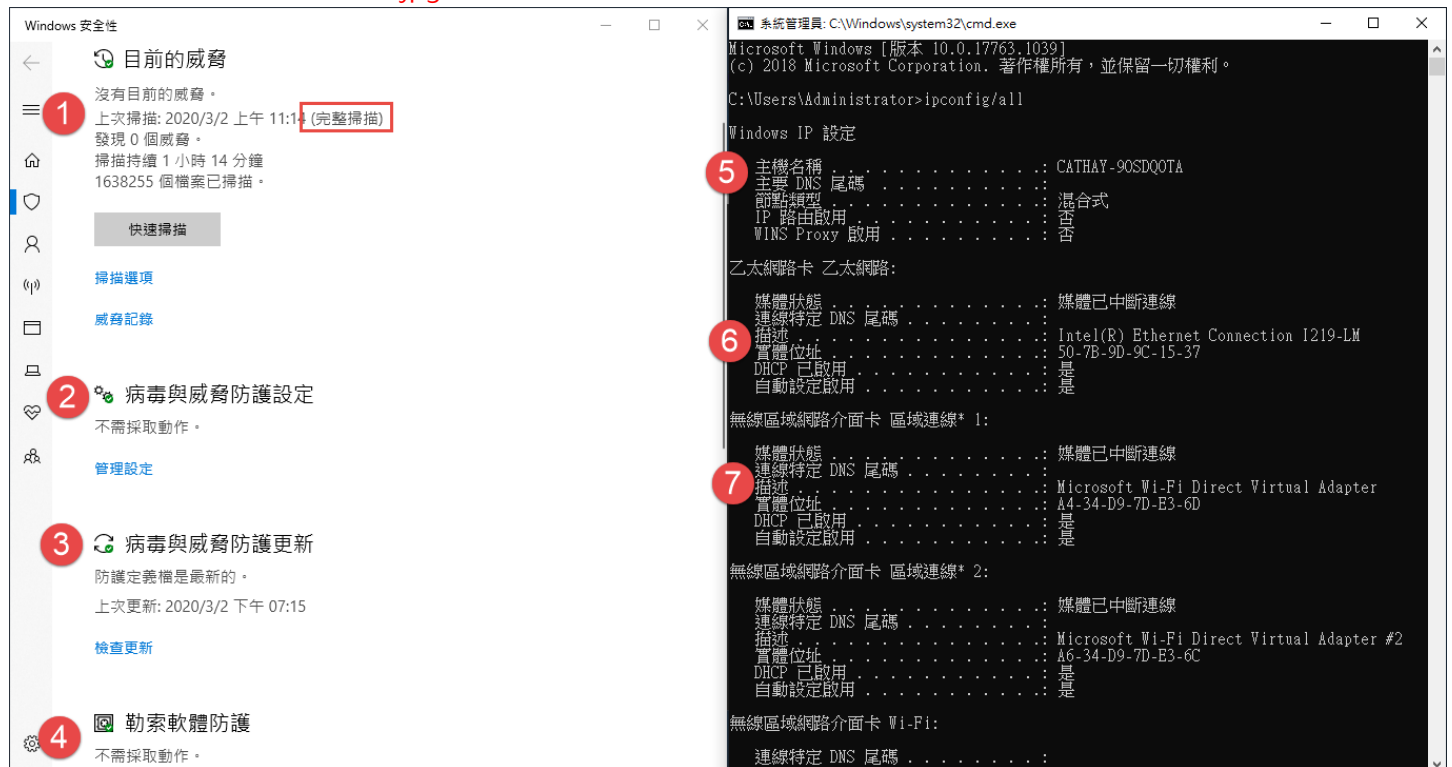 Windows 安全性
目前的威脅
沒有目前的威脅。
1
上次掃描: 2020/3/2 上午 11:14 (完整掃描)
發現 0 個威脅。
掃描持續 1 小時 14 分鐘
1638255 個檔案已掃描。
快速掃描
掃描選項
威脅記錄
2
病毒與威脅防護設定
不需採取動作。
管理設定
3
病毒與威脅防護更新
防護定義檔是最新的。
上次更新: 2020/3/2 下午 07:15
檢查更新
4
勒索軟體防護
不需採取動作。
系統管理員: C:\Windows\system32\cmd.exe
Microsoft Windows [版本 10.0.17763.1039]
(c) 2018 Microsoft Corporation. 著作權所有，並保留一切權利。
C:\Users\Administrator>ipconfig/all
Windows IP 設定
5
主機名稱 . . . . . . . . . . . . .: CATHAY-90SDQOTA
主要 DNS 尾碼 . . . . . . . . . . .:
節點類型 . . . . . . . . . . . . .: 混合式
IP 路由啟用 . . . . . . . . . . . .: 否
WINS Proxy 啟用 . . . . . . . . . .: 否
乙太網路卡 乙太網路:
媒體狀態 . . . . . . . . . . . . .: 媒體已中斷連線
連線特定 DNS 尾碼 . . . . . . . . .:
6
描述 . . . . . . . . . . . . . . .: Intel(R) Ethernet Connection I219-LM
實體位址 . . . . . . . . . . . . .: 50-7B-9D-9C-15-37
DHCP 已啟用 . . . . . . . . . . . .: 是
自動設定啟用 . . . . . . . . . . .: 是
無線區域網路介面卡 區域連線* 1:
媒體狀態 . . . . . . . . . . . . .: 媒體已中斷連線
連線特定 DNS 尾碼 . . . . . . . . .:
7
描述 . . . . . . . . . . . . . . .: Microsoft Wi-Fi Direct Virtual Adapter
實體位址 . . . . . . . . . . . . .: A4-34-D9-7D-E3-6D
DHCP 已啟用 . . . . . . . . . . . .: 是
自動設定啟用 . . . . . . . . . . .: 是
無線區域網路介面卡 區域連線* 2:
媒體狀態 . . . . . . . . . . . . .: 媒體已中斷連線
連線特定 DNS 尾碼 . . . . . . . . .:
描述 . . . . . . . . . . . . . . .: Microsoft Wi-Fi Direct Virtual Adapter #2
實體位址 . . . . . . . . . . . . .: A6-34-D9-7D-E3-6C
DHCP 已啟用 . . . . . . . . . . . .: 是
自動設定啟用 . . . . . . . . . . .: 是
無線區域網路介面卡 Wi-Fi:
連線特定 DNS 尾碼 . . . . . . . . .: